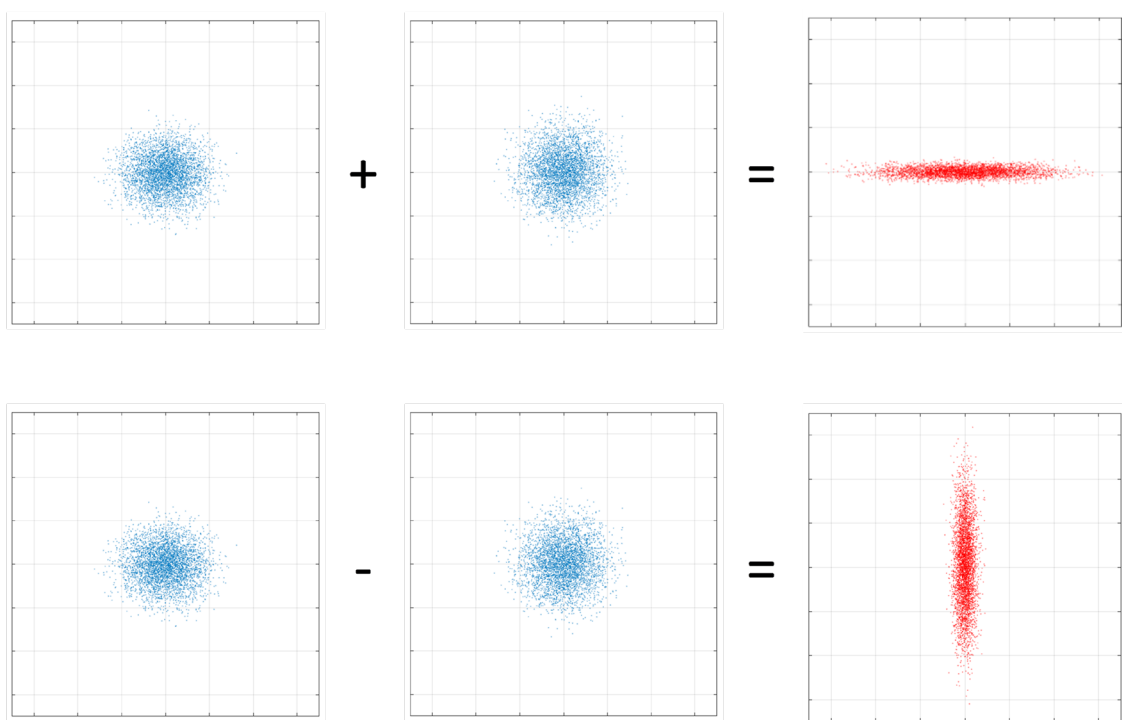 + =
- =